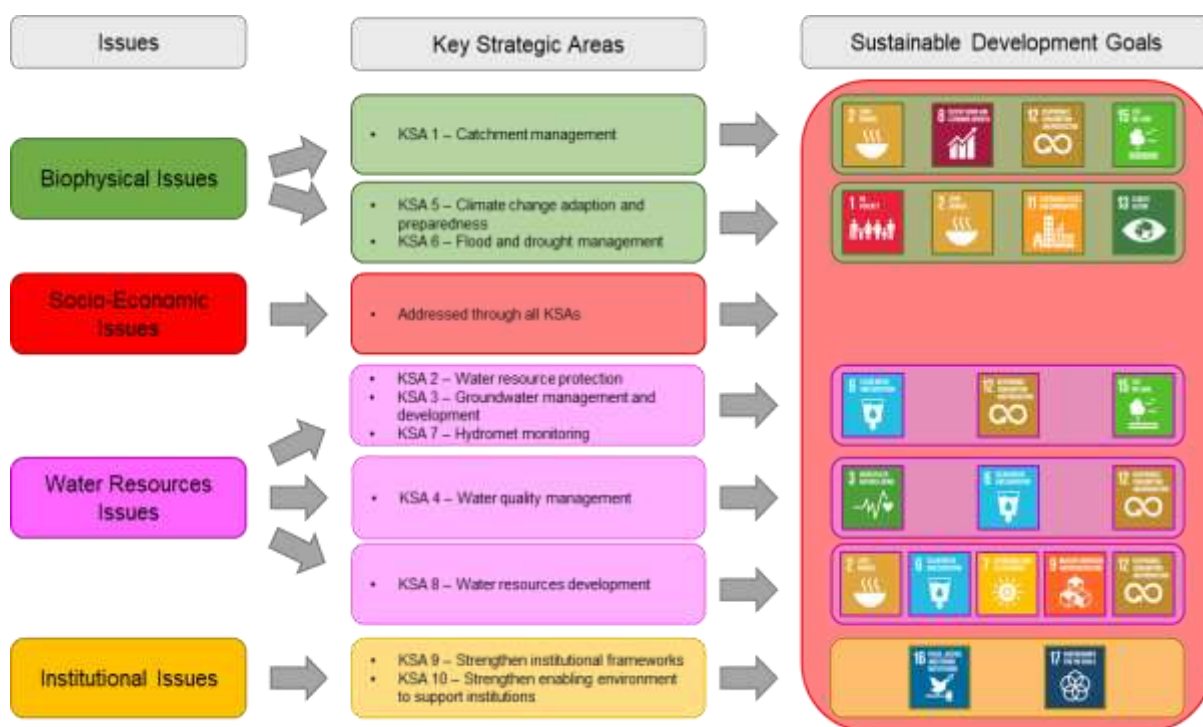 Issues
Key Strategic Areas
Sustainable Development Goals
Biophysical Issues
• KSA 1 – Catchment management
2
8
12
15
• KSA 5 – Climate change adaption and
preparedness
• KSA 6 – Flood and drought management
1
2
11
13
Socio-Economic
Issues
• Addressed through all KSAs
Water Resources
Issues
• KSA 2 – Water resource protection
• KSA 3 – Groundwater management and
development
• KSA 7 – Hydromet monitoring
6
12
15
• KSA 4 – Water quality management
3
6
12
• KSA 8 – Water resources development
2
6
7
9
12
Institutional Issues
• KSA 9 – Strengthen institutional frameworks
• KSA 10 – Strengthen enabling environment
to support institutions
16
17